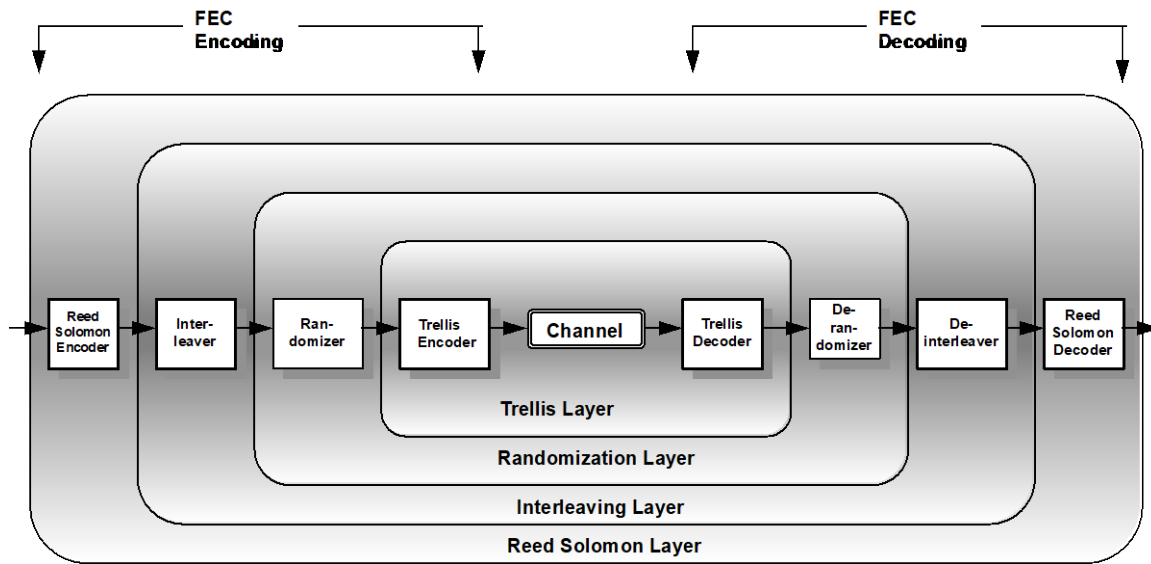 FEC
Encoding
FEC
Decoding
Reed
Solomon
Encoder
Inter-
leaver
Ran-
domizer
Trellis
Encoder
Channel
Trellis
Decoder
De-
ran-
domizer
De-
interleaver
Reed
Solomon
Decoder
Trellis Layer
Randomization Layer
Interleaving Layer
Reed Solomon Layer